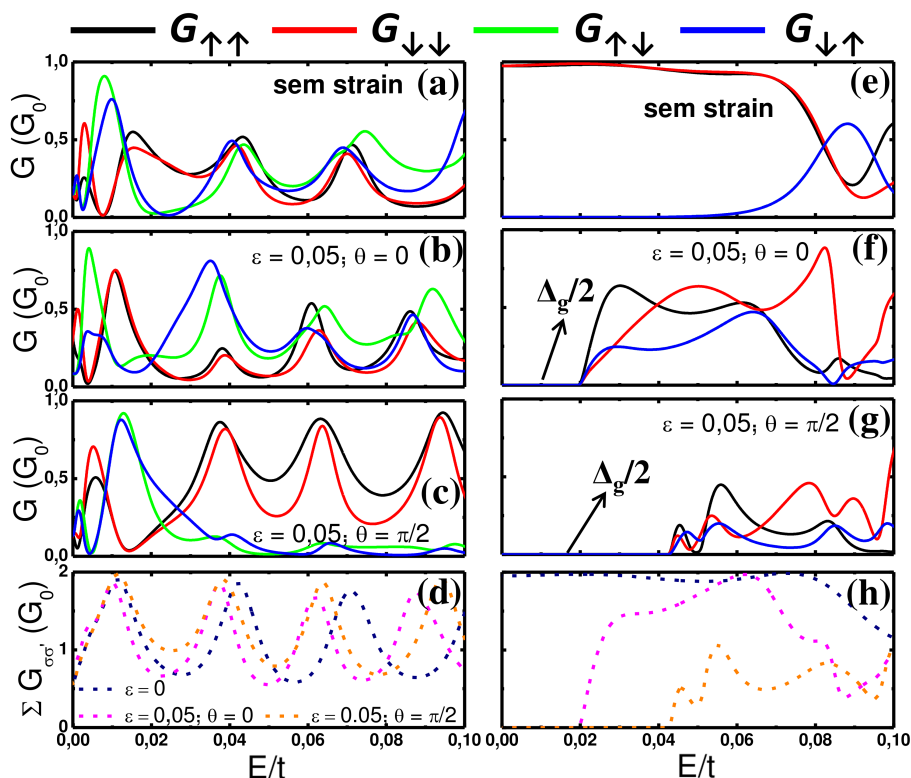 G↑↑ G↓↓ G↑↓ G↓↑
1,0
0,5
0,0
G (G₀)
sem strain (a)
sem strain
(e)
1,0
0,5
0,0
G (G₀)
ε = 0,05; θ = 0
(b)
ε = 0,05; θ = 0
(f)
Δg/2
1,0
0,5
0,0
G (G₀)
(c)
ε = 0,05; θ = π/2
ε = 0,05; θ = π/2
(g)
Δg/2
2
1
0
Σ Gσσ' (G₀)
(d)
ε = 0
ε = 0,05; θ = 0
ε = 0.05; θ = π/2
(h)
0,00 0,02 0,04 0,06 0,08 0,10
0,00 0,02 0,04 0,06 0,08 0,10
E/t
E/t